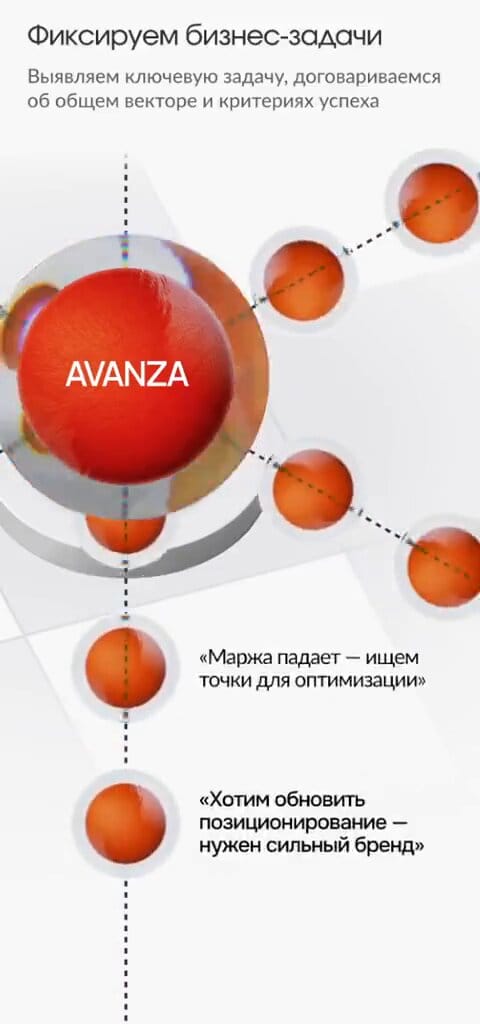 Фиксируем бизнес-задачи
Выявляем ключевую задачу, договариваемся
об общем векторе и критериях успеха
AVANZA
«Маржа падает — ищем
точки для оптимизации»
«Хотим обновить
позиционирование —
нужен сильный бренд»